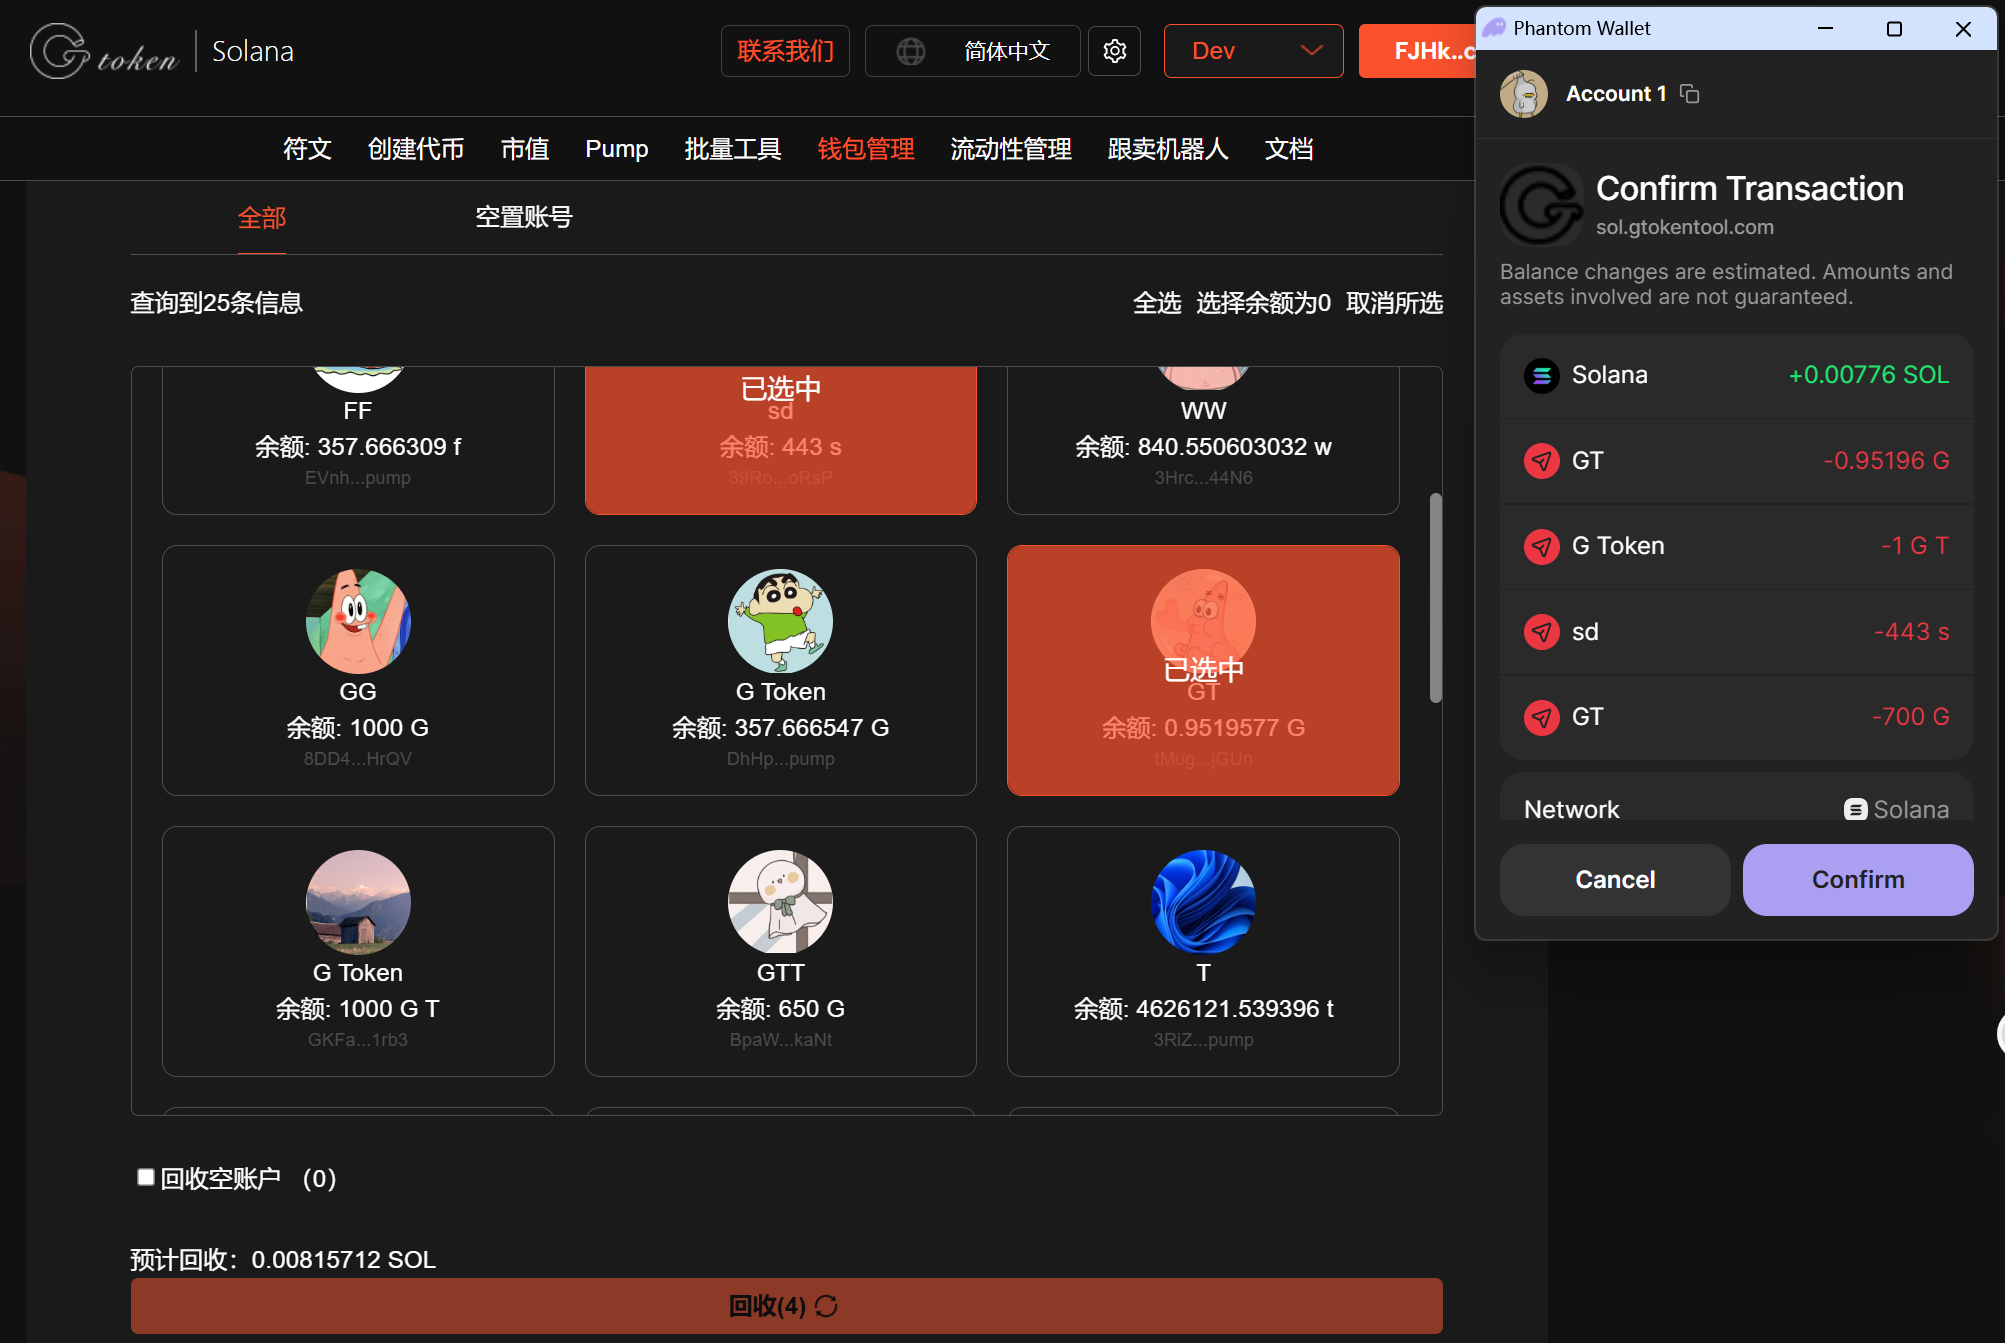 G token | Solana
联系我们
简体中文
Dev
FJHk..c
符文 创建代币 市值 Pump 批量工具 钱包管理 流动性管理 跟卖机器人 文档
全部 空置账号
查询到25条信息
全选 选择余额为0 取消所选
FF
余额: 357.666309 f
EVnh...pump
已选中
sd
余额: 443 s
39Ro...oRsP
WW
余额: 840.550603032 w
3Hrc...44N6
GG
余额: 1000 G
8DD4...HrQV
G Token
余额: 357.666547 G
DhHp...pump
已选中
GT
余额: 0.9519577 G
tMug...jGUn
G Token
余额: 1000 G T
GKFa...1rb3
GTT
余额: 650 G
BpaW...kaNt
T
余额: 4626121.539396 t
3RiZ...pump
回收空账户 (0)
预计回收: 0.00815712 SOL
回收(4)
Phantom Wallet
Account 1
Confirm Transaction
sol.gtokentool.com
Balance changes are estimated. Amounts and
assets involved are not guaranteed.
Solana +0.00776 SOL
GT -0.95196 G
G Token -1 G T
sd -443 s
GT -700 G
Network Solana
Cancel
Confirm